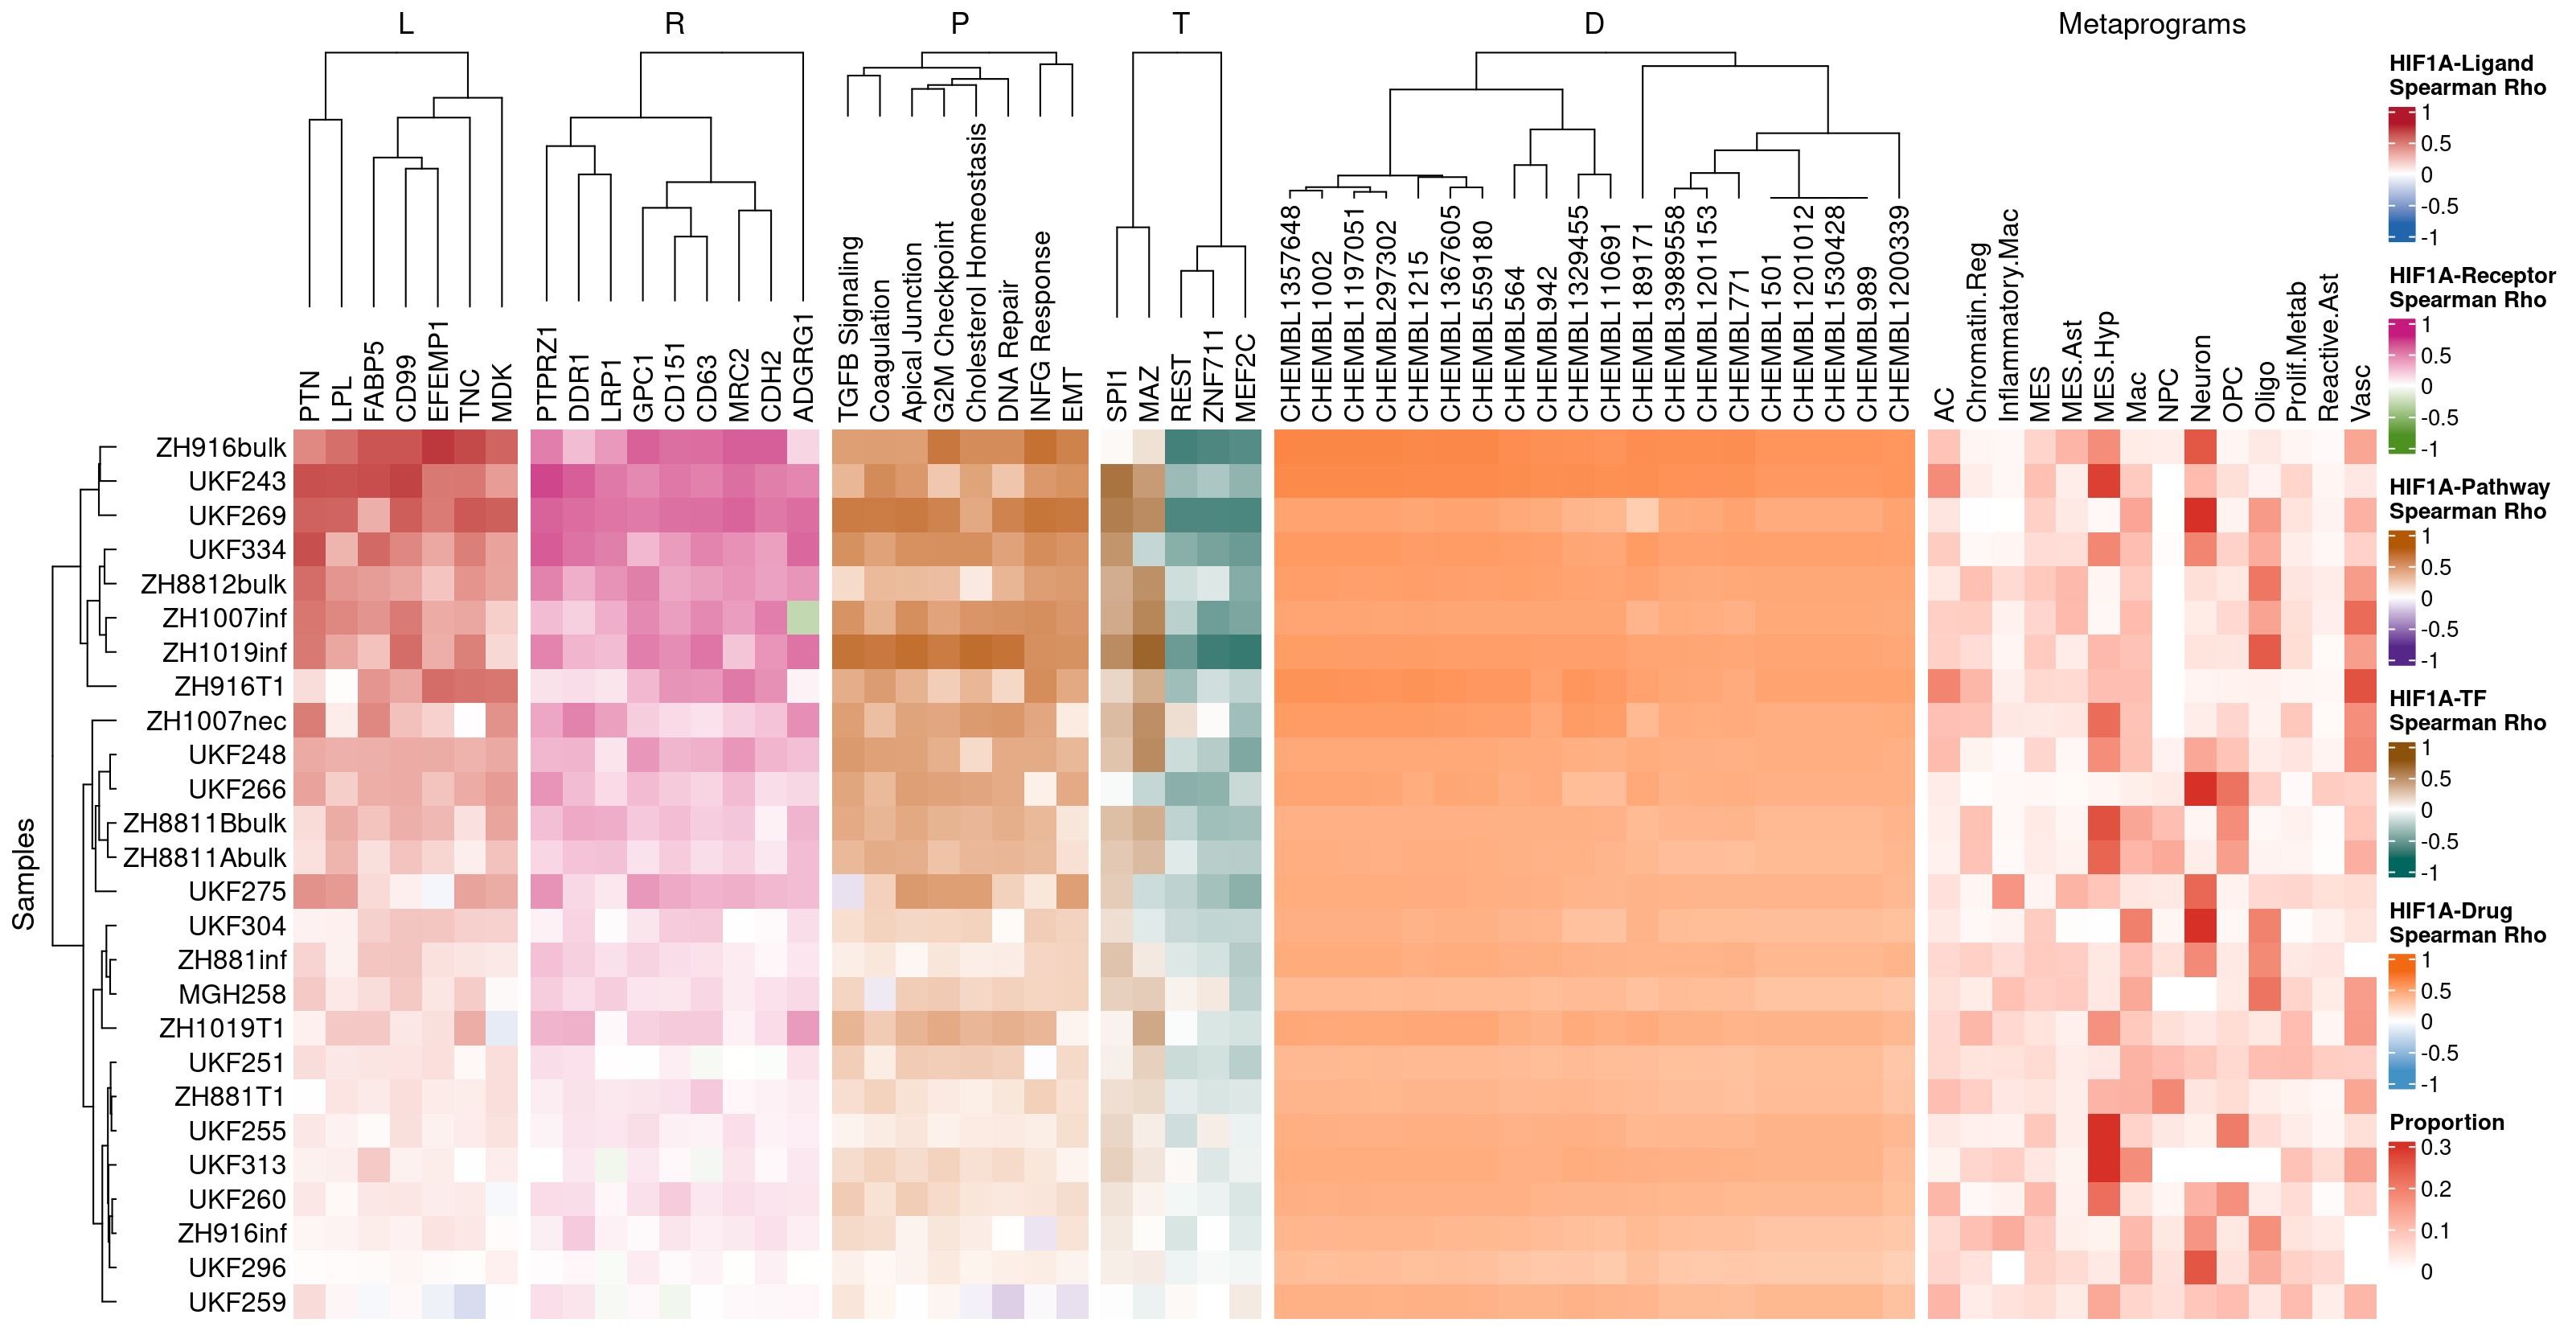 L
R
P
T
D
Metaprograms
PTN
LPL
FABP5
CD99
EFEMP1
TNC
MDK
PTPRZ1
DDR1
LRP1
GPC1
CD151
CD63
MRC2
CDH2
ADGRG1
TGFB Signaling
Coagulation
Apical Junction
G2M Checkpoint
Cholesterol Homeostasis
DNA Repair
INFG Response
EMT
SPI1
MAZ
REST
ZNF711
MEF2C
CHEMBL1357648
CHEMBL1002
CHEMBL1197051
CHEMBL297302
CHEMBL1215
CHEMBL1367605
CHEMBL559180
CHEMBL564
CHEMBL942
CHEMBL1329455
CHEMBL110691
CHEMBL189171
CHEMBL3989558
CHEMBL1201153
CHEMBL771
CHEMBL1501
CHEMBL1201012
CHEMBL1530428
CHEMBL989
CHEMBL1200339
AC
Chromatin.Reg
Inflammatory.Mac
MES
MES.Ast
MES.Hyp
Mac
NPC
Neuron
OPC
Oligo
Prolif.Metab
Reactive.Ast
Vasc
Samples
ZH916bulk
UKF243
UKF269
UKF334
ZH8812bulk
ZH1007inf
ZH1019inf
ZH916T1
ZH1007nec
UKF248
UKF266
ZH8811Bbulk
ZH8811Abulk
UKF275
UKF304
ZH881inf
MGH258
ZH1019T1
UKF251
ZH881T1
UKF255
UKF313
UKF260
ZH916inf
UKF296
UKF259
HIF1A-Ligand
Spearman Rho
1
0.5
0
-0.5
-1
HIF1A-Receptor
Spearman Rho
1
0.5
0
-0.5
-1
HIF1A-Pathway
Spearman Rho
1
0.5
0
-0.5
-1
HIF1A-TF
Spearman Rho
1
0.5
0
-0.5
-1
HIF1A-Drug
Spearman Rho
1
0.5
0
-0.5
-1
Proportion
0.3
0.2
0.1
0